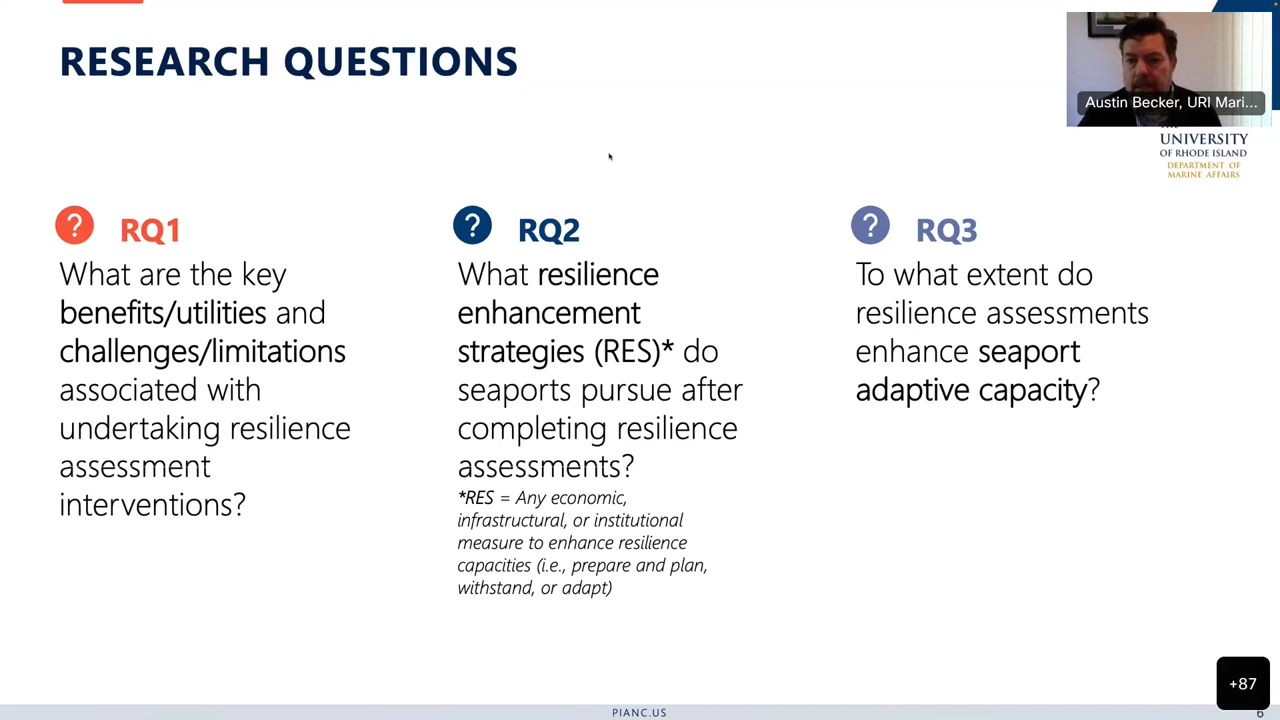 RESEARCH QUESTIONS
Austin Becker, URI Mari...
UNIVERSITY
OF RHODE ISLAND
DEPARTMENT OF
MARINE AFFAIRS
? RQ1
What are the key
benefits/utilities and
challenges/limitations
associated with
undertaking resilience
assessment
interventions?
? RQ2
What resilience
enhancement
strategies (RES)* do
seaports pursue after
completing resilience
assessments?
*RES = Any economic,
infrastructural, or institutional
measure to enhance resilience
capacities (i.e., prepare and plan,
withstand, or adapt)
? RQ3
To what extent do
resilience assessments
enhance seaport
adaptive capacity?
+87
PIANC.US
6